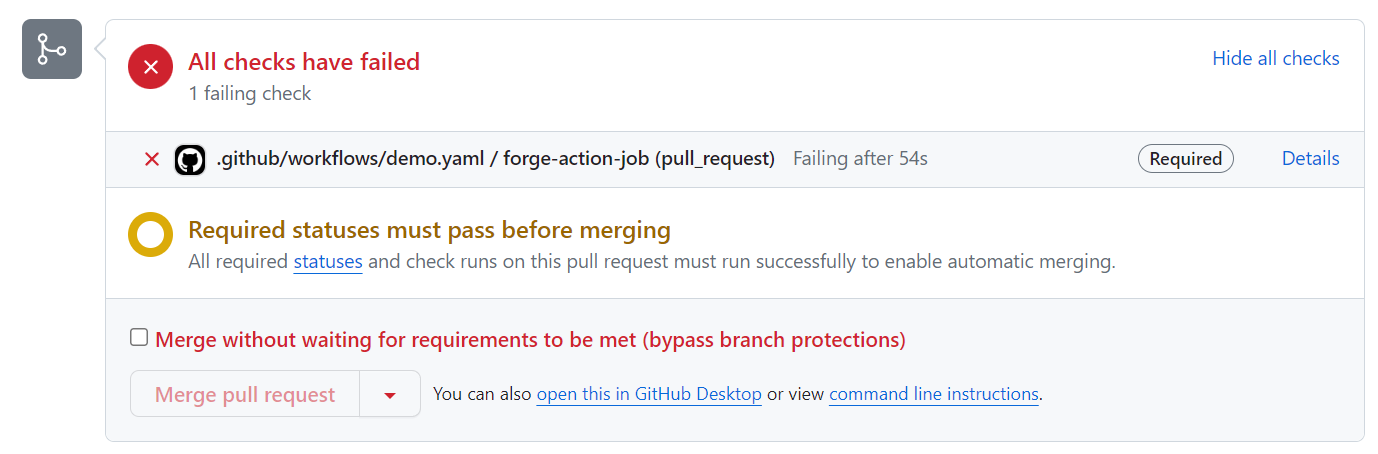 All checks have failed
Hide all checks
1 failing check
.github/workflows/demo.yaml / forge-action-job (pull_request) Failing after 54s Required Details
Required statuses must pass before merging
All required statuses and check runs on this pull request must run successfully to enable automatic merging.
Merge without waiting for requirements to be met (bypass branch protections)
Merge pull request You can also open this in GitHub Desktop or view command line instructions.